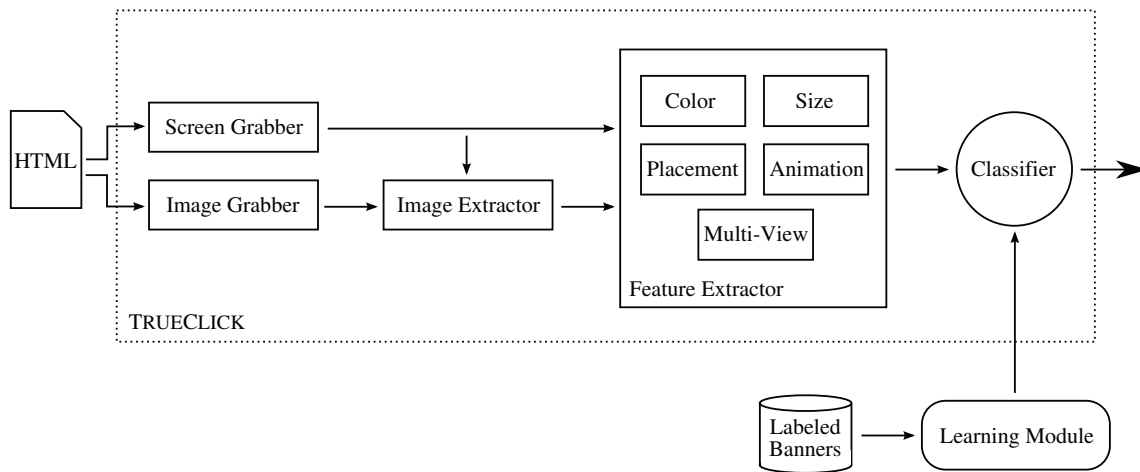 HTML
Screen Grabber
Image Grabber
Image Extractor
Color
Size
Placement
Animation
Multi-View
Feature Extractor
Classifier
TRUECLICK
Labeled
Banners
Learning Module